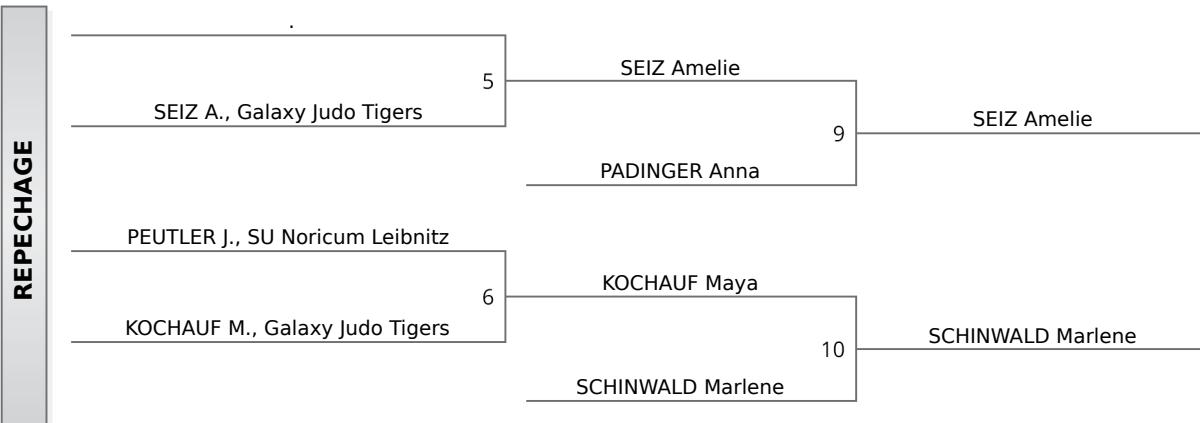 REPECHAGE
.
5
SEIZ A., Galaxy Judo Tigers
SEIZ Amelie
9
PADINGER Anna
SEIZ Amelie
PEUTLER J., SU Noricum Leibnitz
6
KOCHAUF M., Galaxy Judo Tigers
KOCHAUF Maya
10
SCHINWALD Marlene
SCHINWALD Marlene